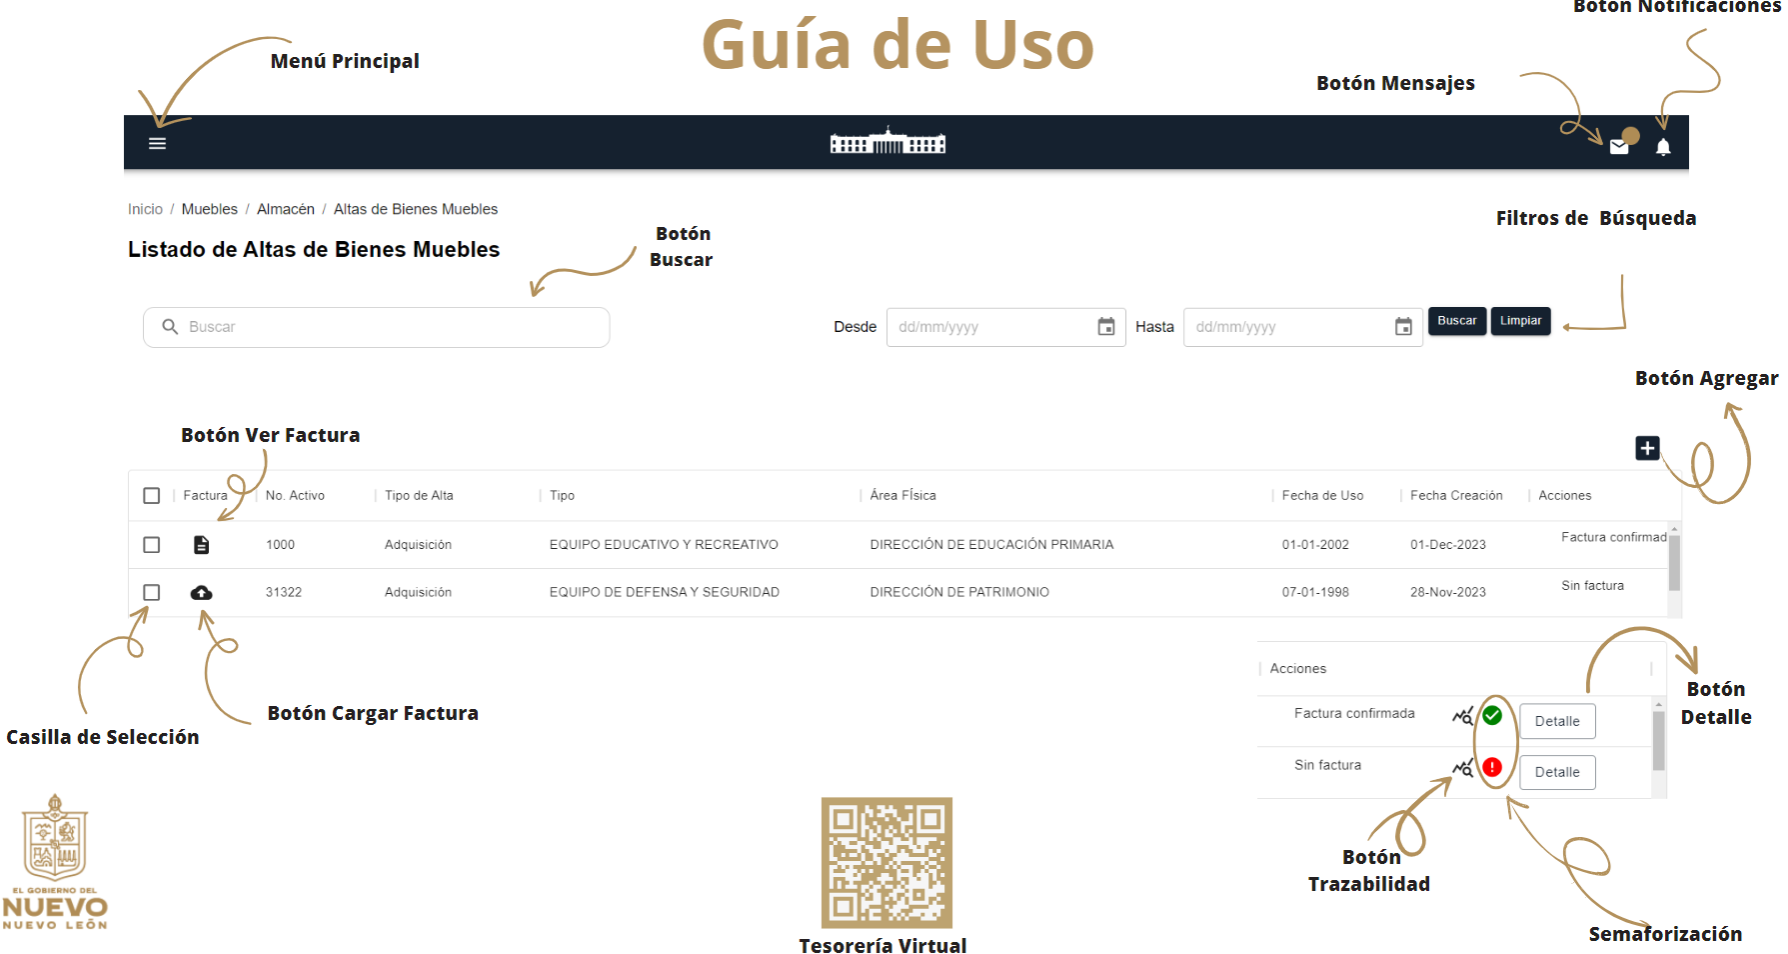 Guía de Uso
Botón Notificaciones
Menú Principal
Botón Mensajes
Inicio / Muebles / Almacén / Altas de Bienes Muebles
Listado de Altas de Bienes Muebles
Botón
Buscar
Filtros de Búsqueda
Buscar
Desde dd/mm/yyyy Hasta dd/mm/yyyy Buscar Limpiar
Botón Agregar
Botón Ver Factura
Factura No. Activo Tipo de Alta Tipo Área Física Fecha de Uso Fecha Creación Acciones
1000 Adquisición EQUIPO EDUCATIVO Y RECREATIVO DIRECCIÓN DE EDUCACIÓN PRIMARIA 01-01-2002 01-Dec-2023 Factura confirmad
31322 Adquisición EQUIPO DE DEFENSA Y SEGURIDAD DIRECCIÓN DE PATRIMONIO 07-01-1998 28-Nov-2023 Sin factura
Casilla de Selección
Botón Cargar Factura
Acciones
Factura confirmada Detalle
Sin factura Detalle
Botón
Detalle
Botón
Trazabilidad
Semaforización
EL GOBIERNO DEL
NUEVO
NUEVO LEÓN
Tesorería Virtual